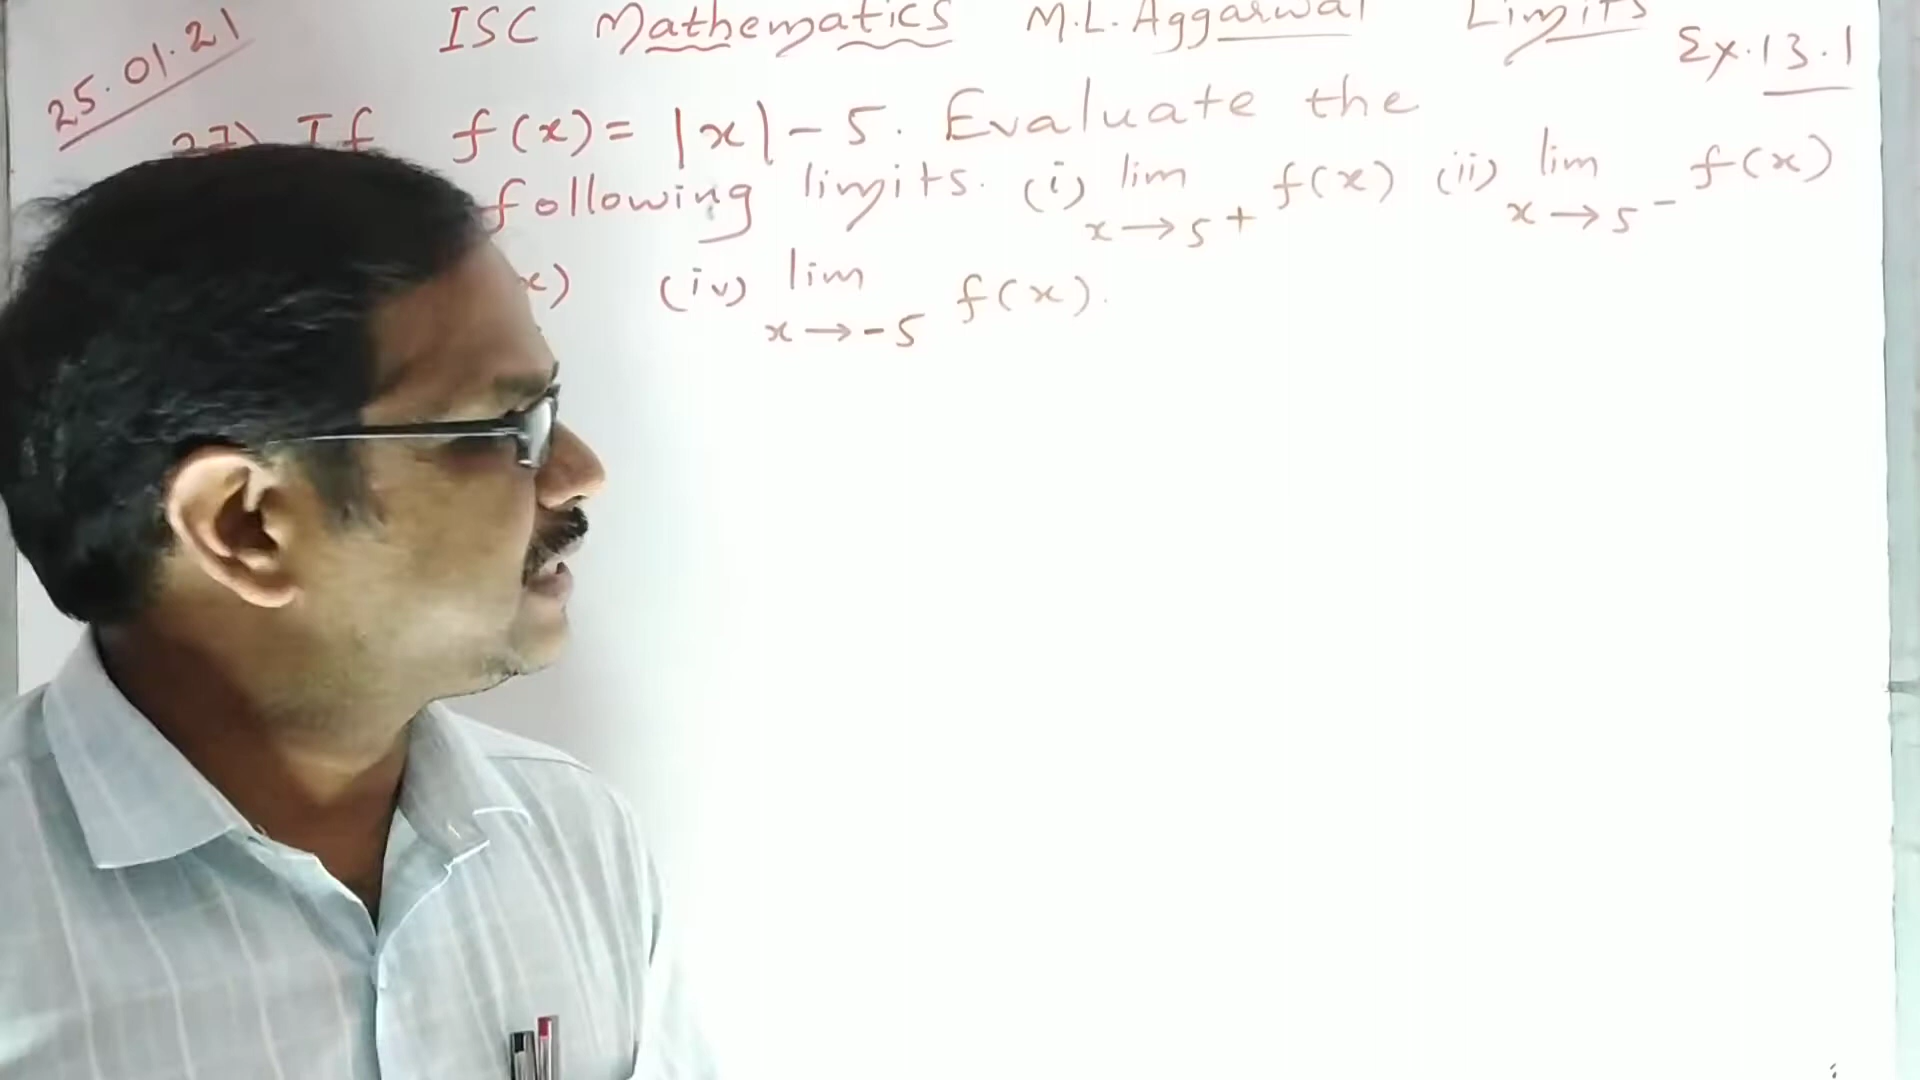 25.01.21
ISC Mathematics M.L.Aggarwal Limits Ex.13.1
27) If f(x) = |x| - 5. Evaluate the
following limits. (i) lim x→5+ f(x) (ii) lim x→5- f(x)
x) (iv) lim x→-5 f(x).